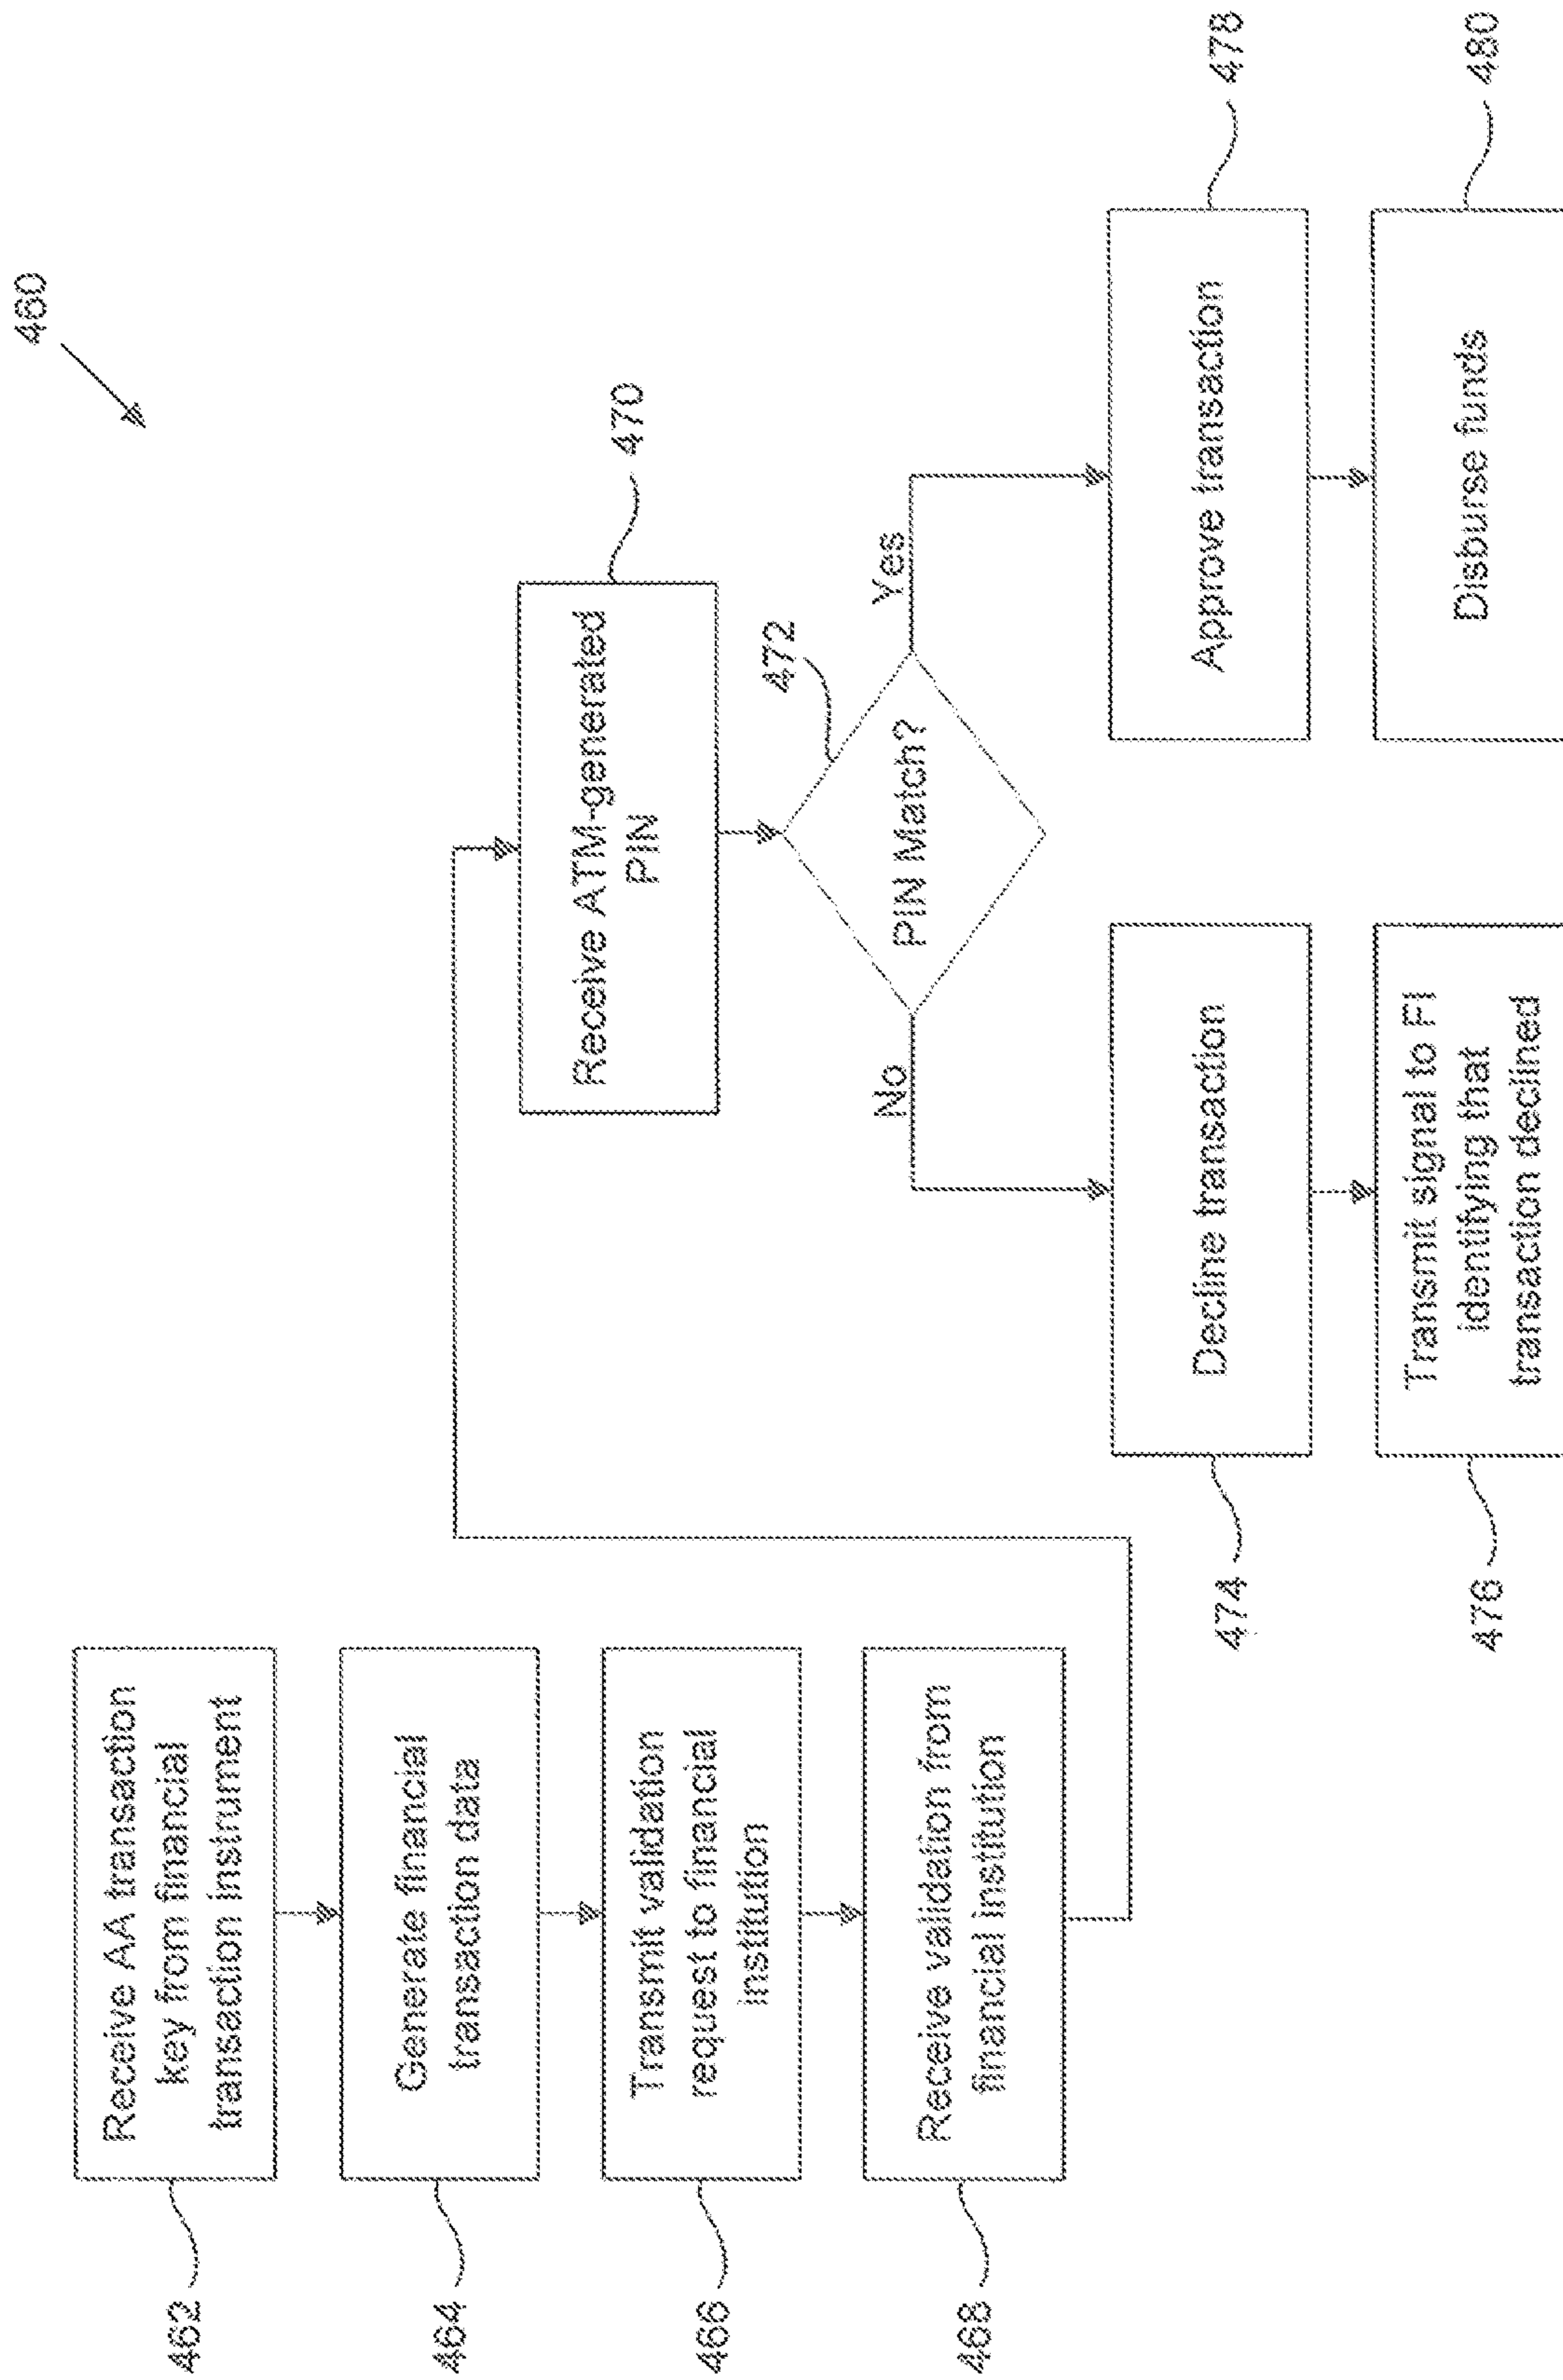 460
462
Receive AA transaction
key from financial
transaction instrument
464
Generate financial
transaction data
466
Transmit validation
request to financial
institution
468
Receive validation from
financial institution
470
Receive ATM-generated
PIN
472
PIN Match?
No
Yes
474
Decline transaction
476
Transmit signal to FI
identifying that
transaction declined
478
Approve transaction
480
Disburse funds